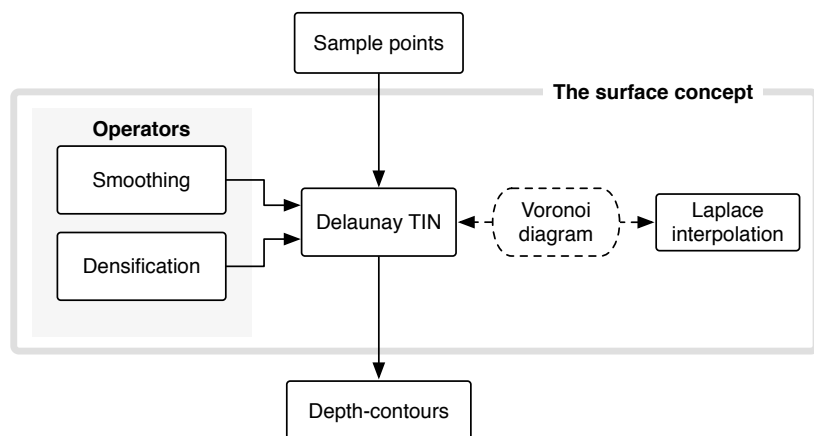 Sample points
The surface concept
Operators
Smoothing
Densification
Delaunay TIN
Voronoi
diagram
Laplace
interpolation
Depth-contours